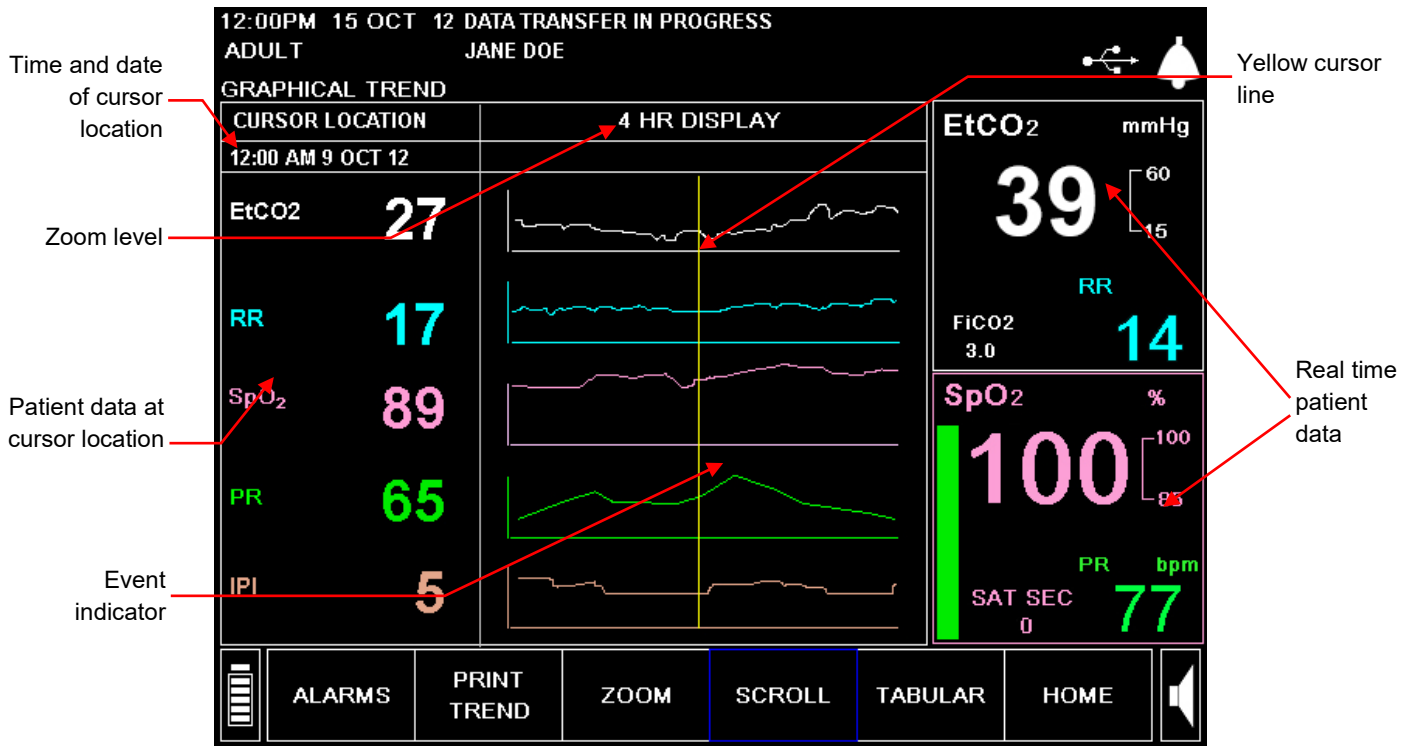 12:00PM 15 OCT 12 DATA TRANSFER IN PROGRESS
ADULT JANE DOE
GRAPHICAL TREND
CURSOR LOCATION
4 HR DISPLAY
12:00 AM 9 OCT 12
EtCO2 27
RR 17
SpO₂ 89
PR 65
IPI 5
EtCO2 mmHg
39
60
15
RR
FiCO2
3.0
14
SpO2 %
100
100
85
PR bpm
SAT SEC
0
77
ALARMS
PRINT
TREND
ZOOM
SCROLL
TABULAR
HOME
Time and date
of cursor
location
Zoom level
Patient data at
cursor location
Event
indicator
Yellow cursor
line
Real time
patient
data